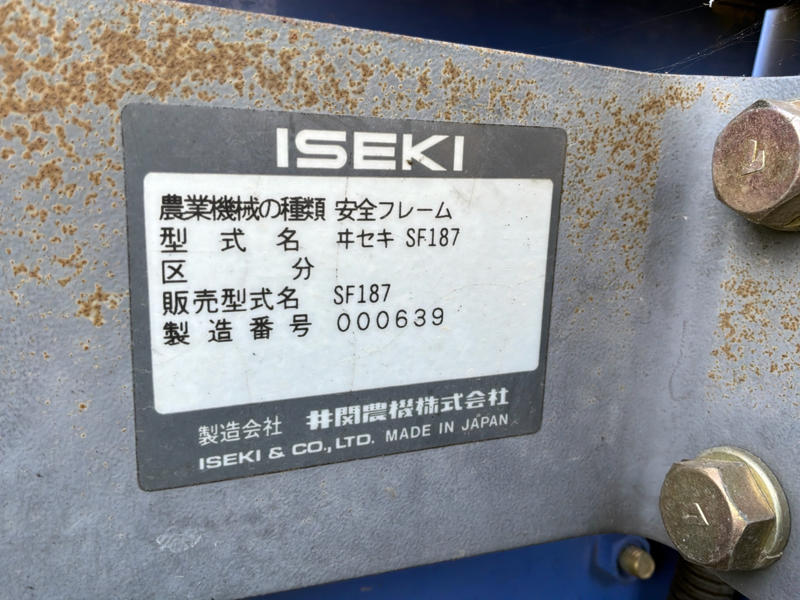 ISEKI
農業機械の種類 安全フレーム
型式名 ヰセキ SF187
区分
販売型式名 SF187
製造番号 000639
製造会社 井関農機株式会社
ISEKI & CO., LTD. MADE IN JAPAN